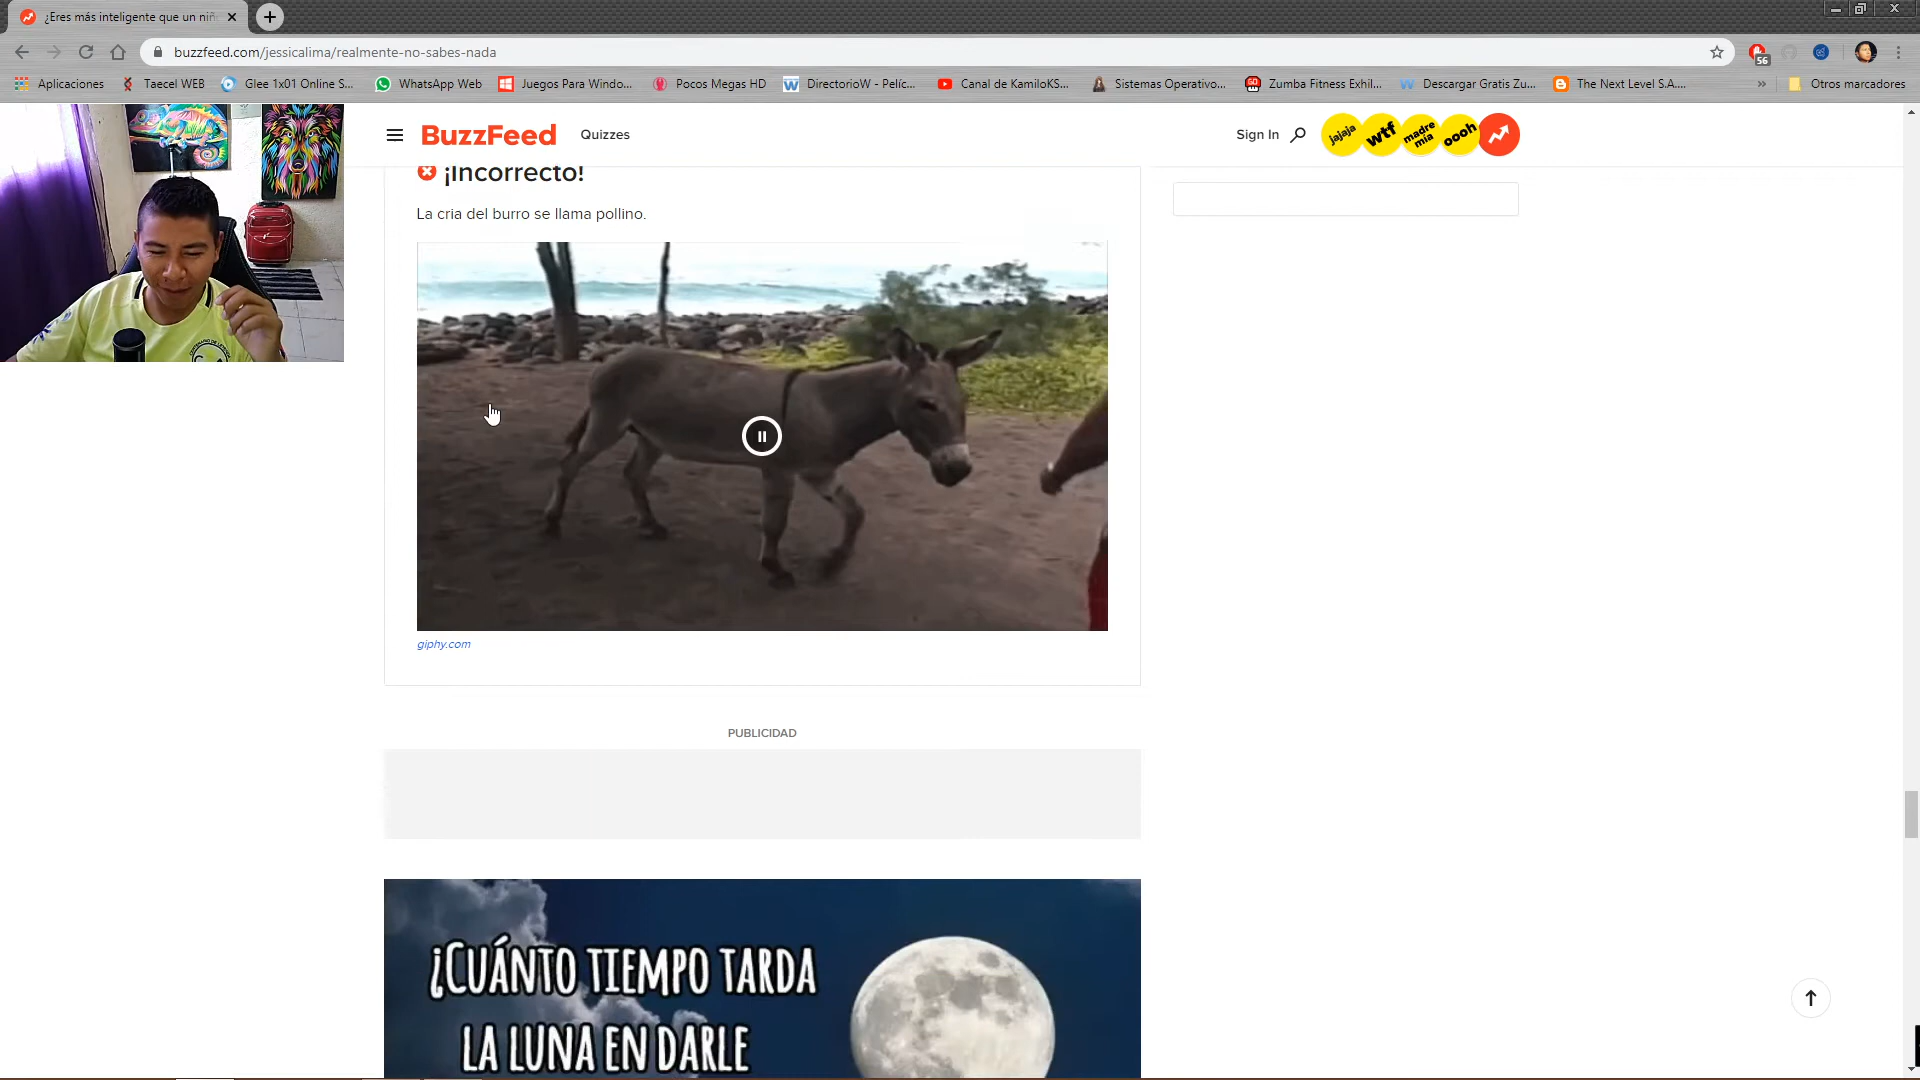 ¿Eres más inteligente que un niñ
buzzfeed.com/jessicalima/realmente-no-sabes-nada
56
Aplicaciones
Taecel WEB
Glee 1x01 Online S...
WhatsApp Web
Juegos Para Windo...
Pocos Megas HD
DirectorioW - Pelíc...
Canal de KamiloKS...
Sistemas Operativo...
Zumba Fitness Exhil...
Descargar Gratis Zu...
The Next Level S.A....
Otros marcadores
BuzzFeed
Quizzes
Sign In
jajaja
wtf
madre
mía
oooh
¡Incorrecto!
La cria del burro se llama pollino.
giphy.com
PUBLICIDAD
¿CUÁNTO TIEMPO TARDA
LA LUNA EN DARLE